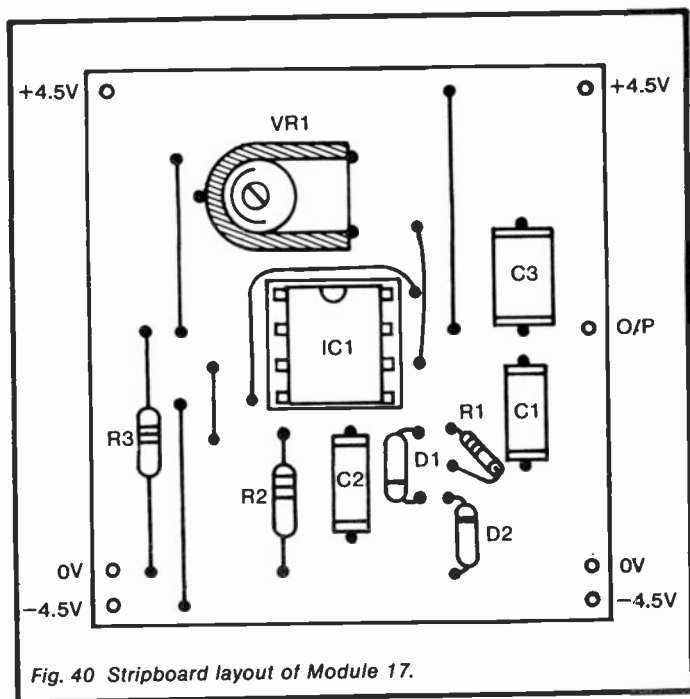 +4.5V
+4.5V
VR1
C3
IC1
O/P
R3
R2
C2
D1
R1
C1
D2
0V
0V
−4.5V
−4.5V
Fig. 40 Stripboard layout of Module 17.